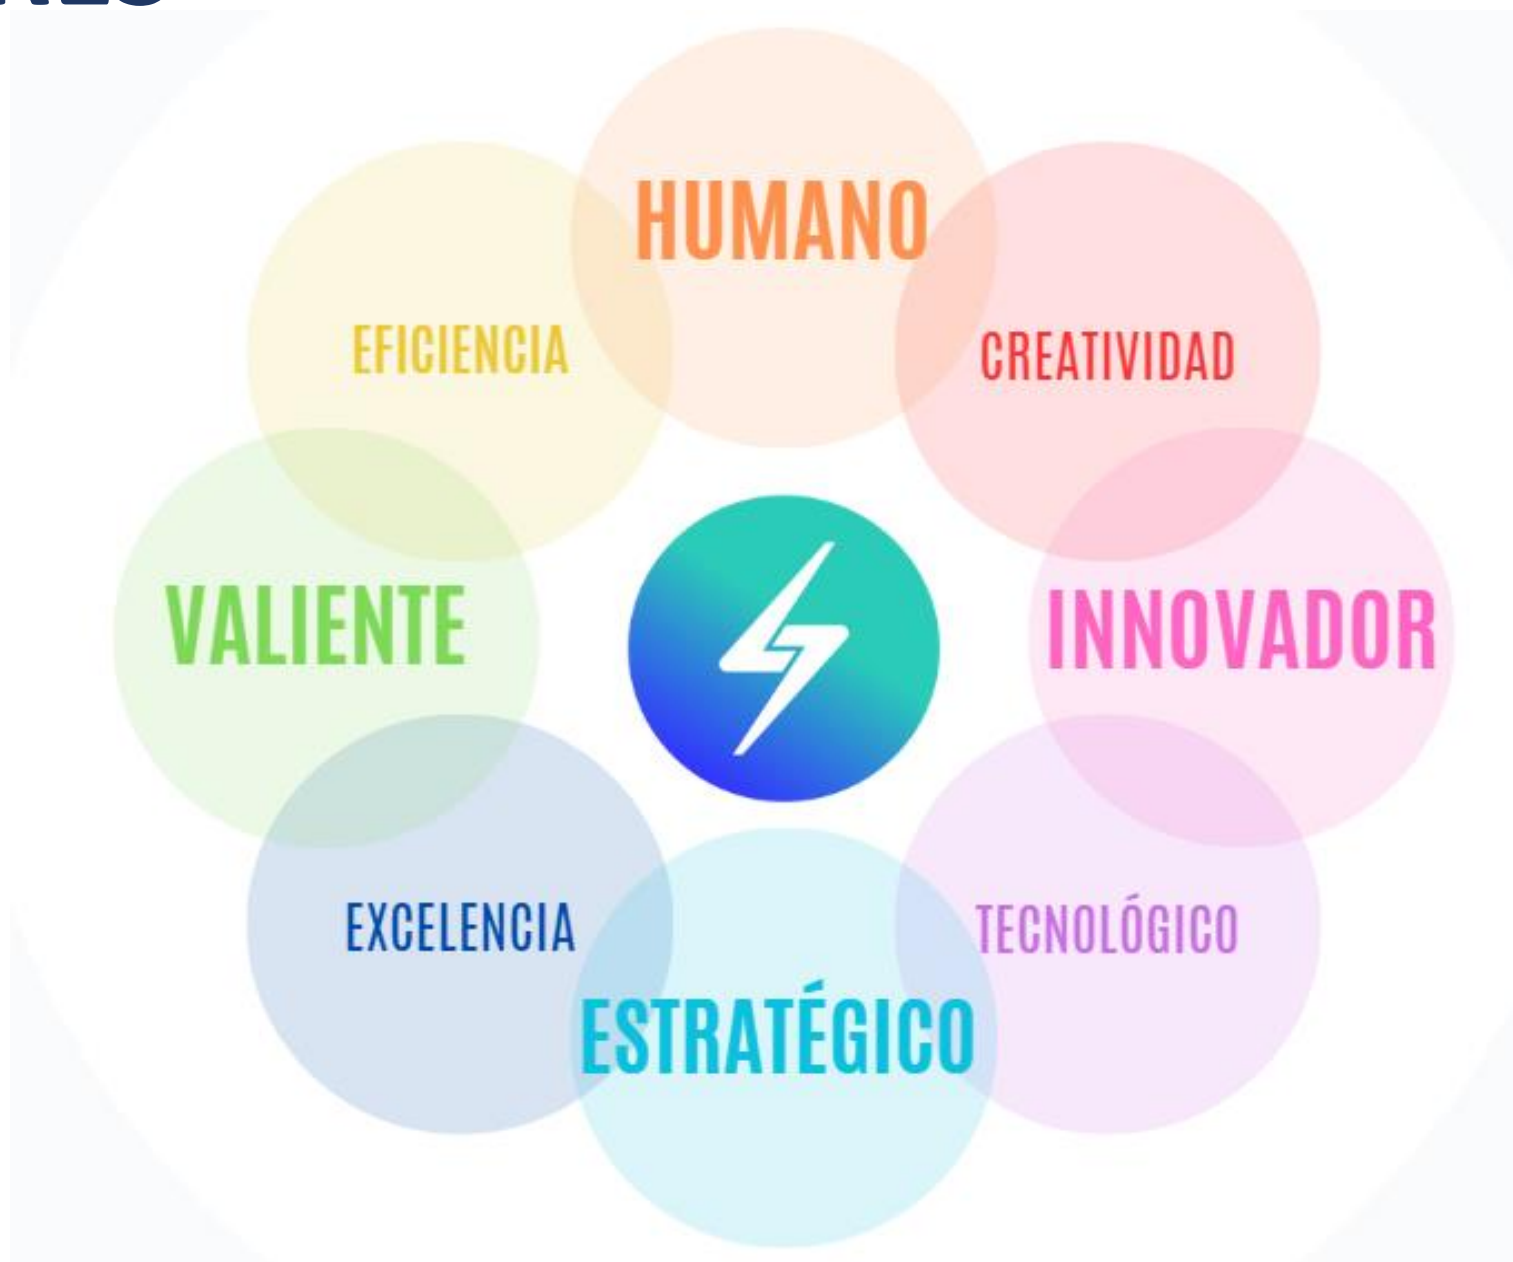 HUMANO
EFICIENCIA
CREATIVIDAD
VALIENTE
INNOVADOR
EXCELENCIA
TECNOLÓGICO
ESTRATÉGICO